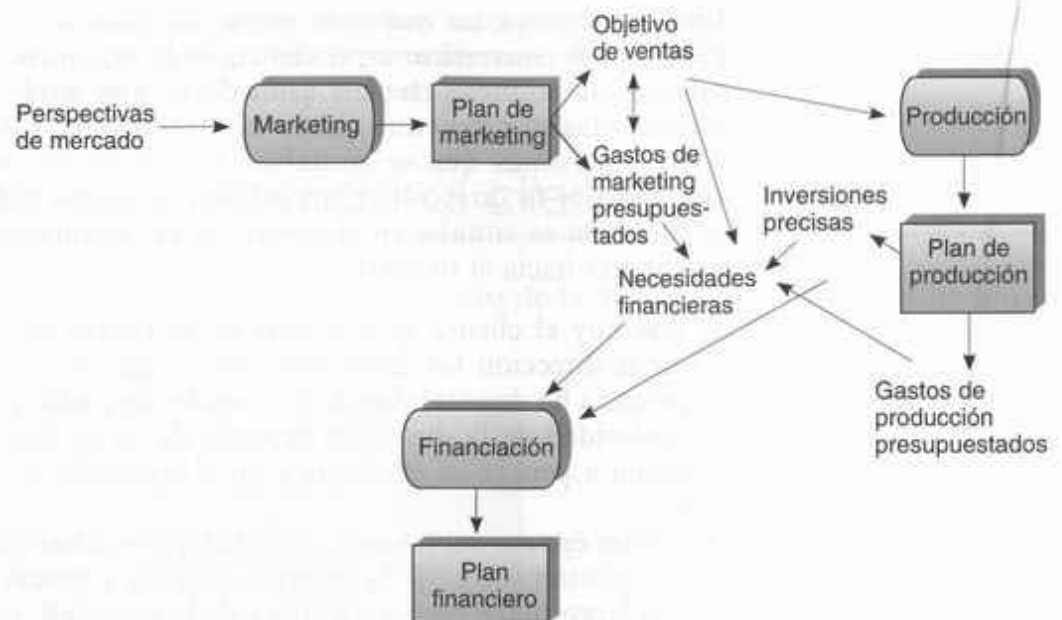 Objetivo
de ventas
Perspectivas
de mercado
Marketing
Plan de
marketing
Producción
Gastos de
marketing
presupues-
tados
Inversiones
precisas
Plan de
producción
Necesidades
financieras
Gastos de
producción
presupuestados
Financiación
Plan
financiero